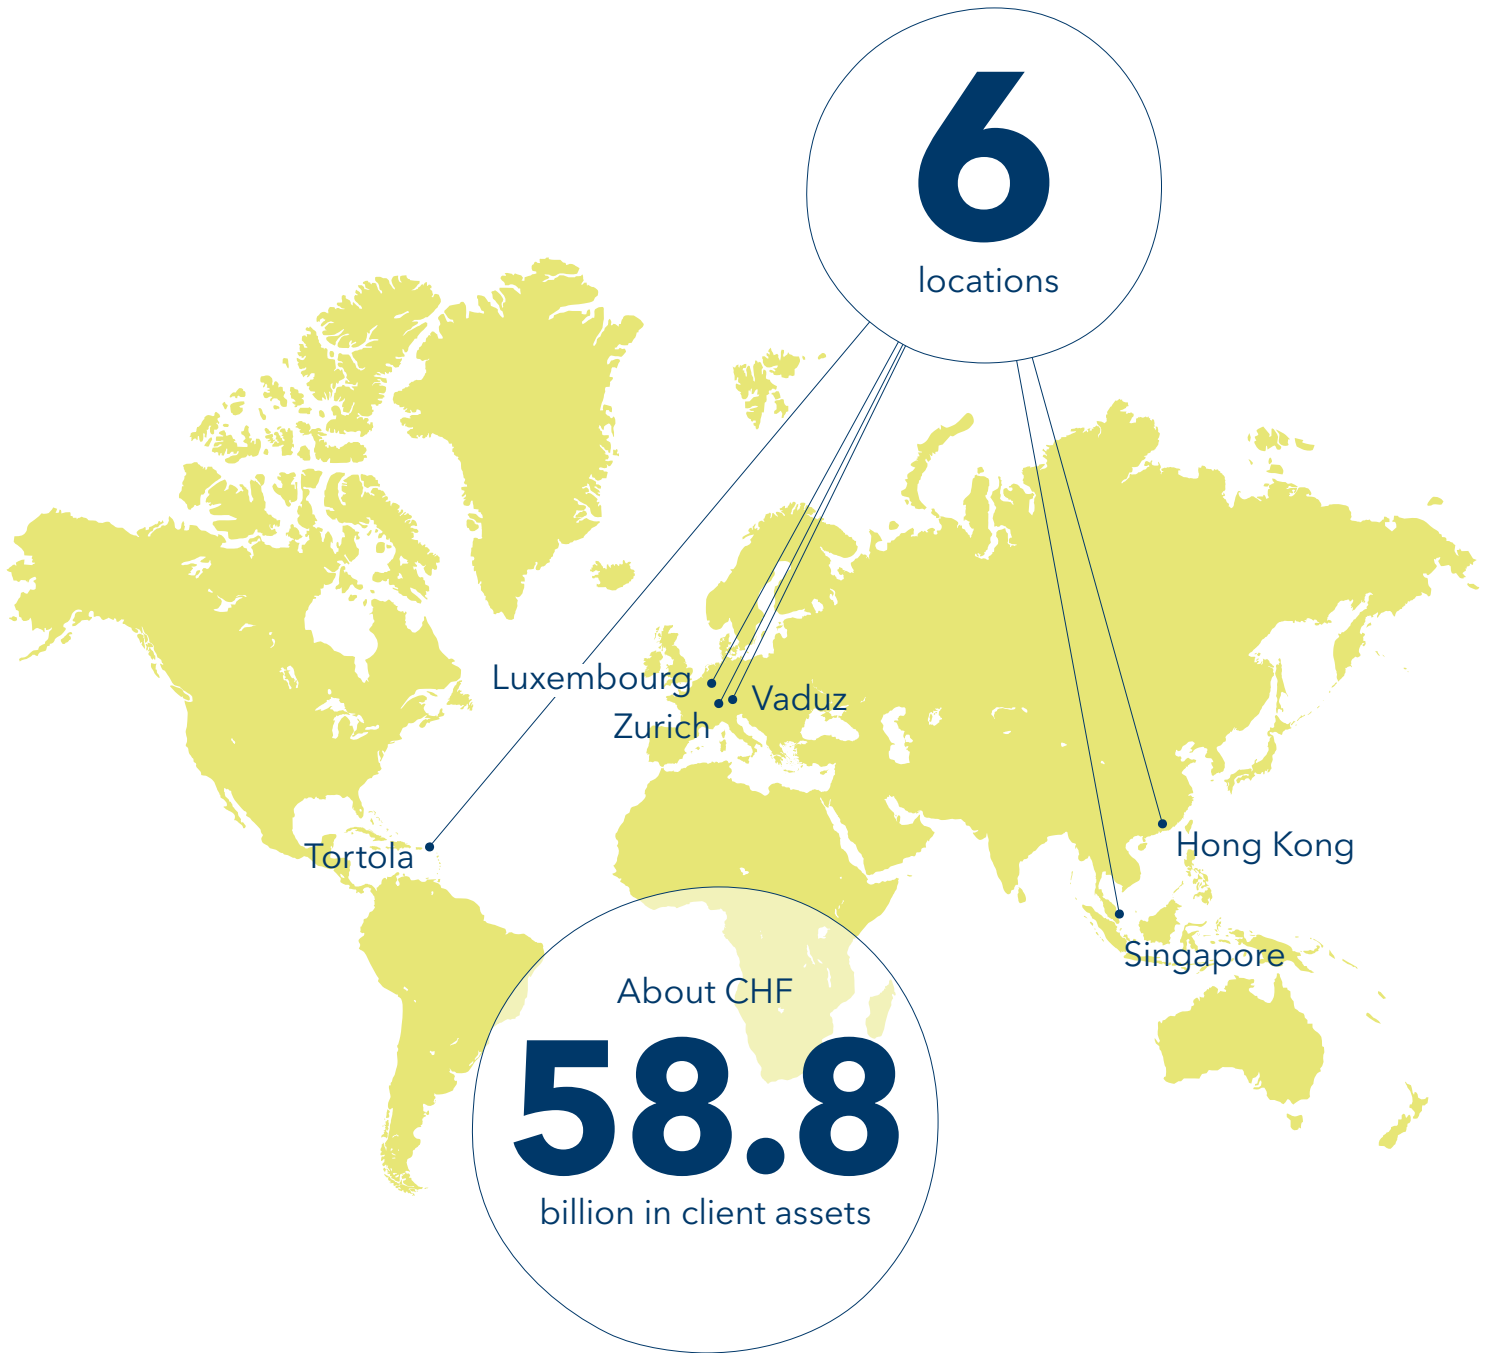 6
locations
Luxembourg
Vaduz
Zurich
Tortola
Hong Kong
Singapore
About CHF
58.8
billion in client assets